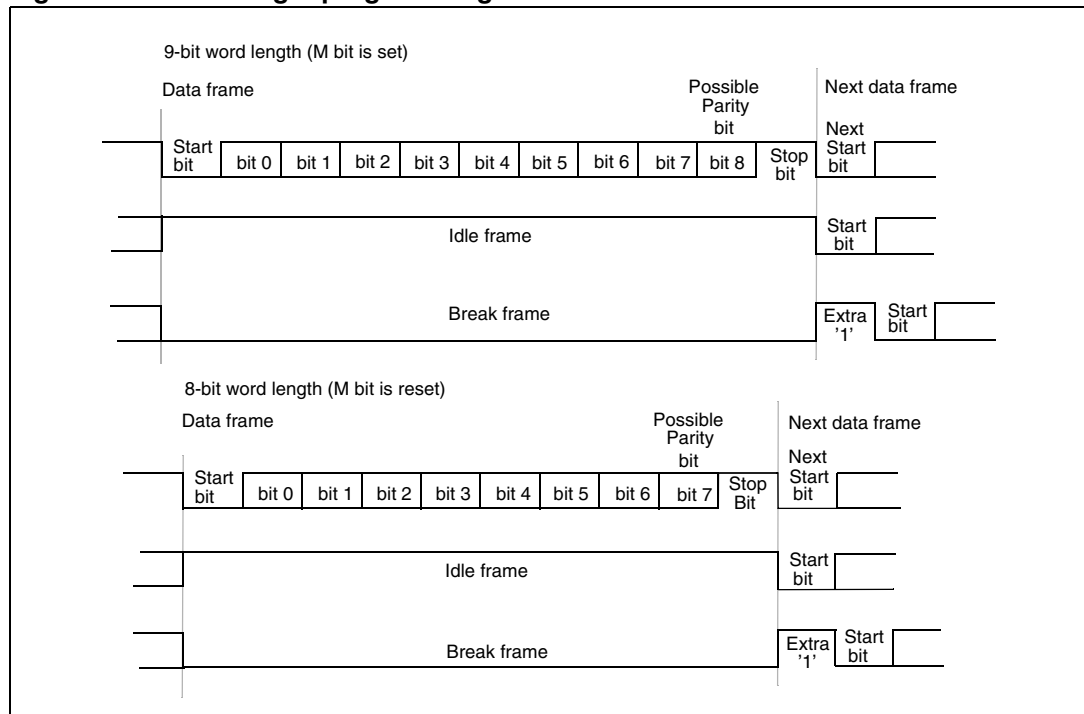 9-bit word length (M bit is set)
Data frame
Possible
Parity
bit
Next data frame
Start
bit
bit 0
bit 1
bit 2
bit 3
bit 4
bit 5
bit 6
bit 7
bit 8
Stop
bit
Next
Start
bit
Idle frame
Start
bit
Break frame
Extra
'1'
Start
bit
8-bit word length (M bit is reset)
Data frame
Possible
Parity
bit
Next data frame
Start
bit
bit 0
bit 1
bit 2
bit 3
bit 4
bit 5
bit 6
bit 7
Stop
Bit
Next
Start
bit
Idle frame
Start
bit
Break frame
Extra
'1'
Start
bit